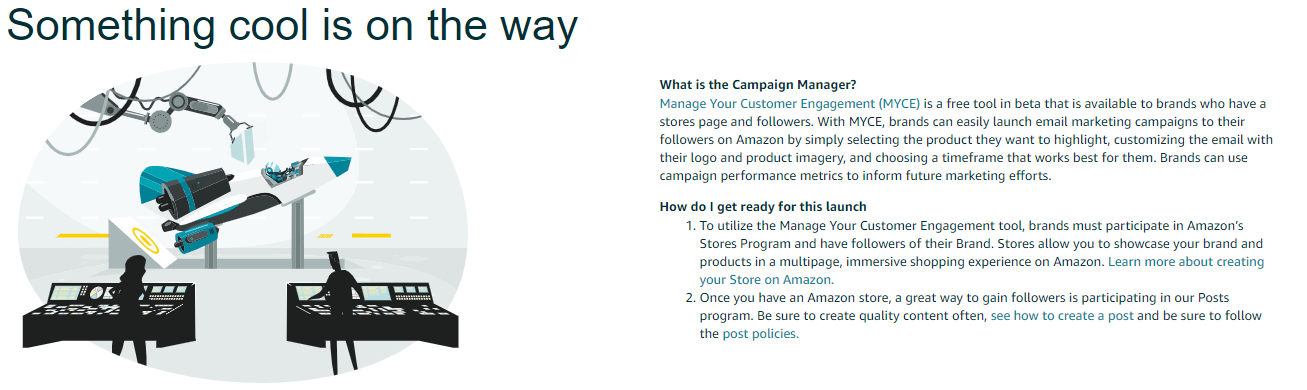 Something cool is on the way
What is the Campaign Manager?
Manage Your Customer Engagement (MYCE) is a free tool in beta that is available to brands who have a
stores page and followers. With MYCE, brands can easily launch email marketing campaigns to their
followers on Amazon by simply selecting the product they want to highlight, customizing the email with
their logo and product imagery, and choosing a timeframe that works best for them. Brands can use
campaign performance metrics to inform future marketing efforts.
How do I get ready for this launch
1. To utilize the Manage Your Customer Engagement tool, brands must participate in Amazon's
Stores Program and have followers of their Brand. Stores allow you to showcase your brand and
products in a multipage, immersive shopping experience on Amazon. Learn more about creating
your Store on Amazon.
2. Once you have an Amazon store, a great way to gain followers is participating in our Posts
program. Be sure to create quality content often, see how to create a post and be sure to follow
the post policies.